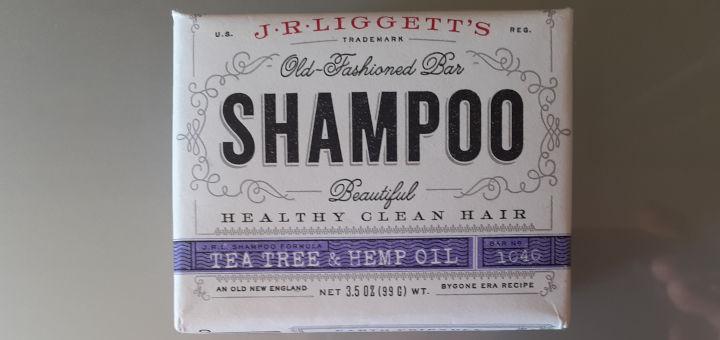 U.S. J·R·LIGGETT'S REG.
TRADEMARK
Old-Fashioned Bar
SHAMPOO
Beautiful
HEALTHY CLEAN HAIR
J.R.L. SHAMPOO FORMULA BAR Nº
TEA TREE & HEMP OIL 1040
AN OLD NEW ENGLAND NET 3.5 OZ (99 G) WT. BYGONE ERA RECIPE